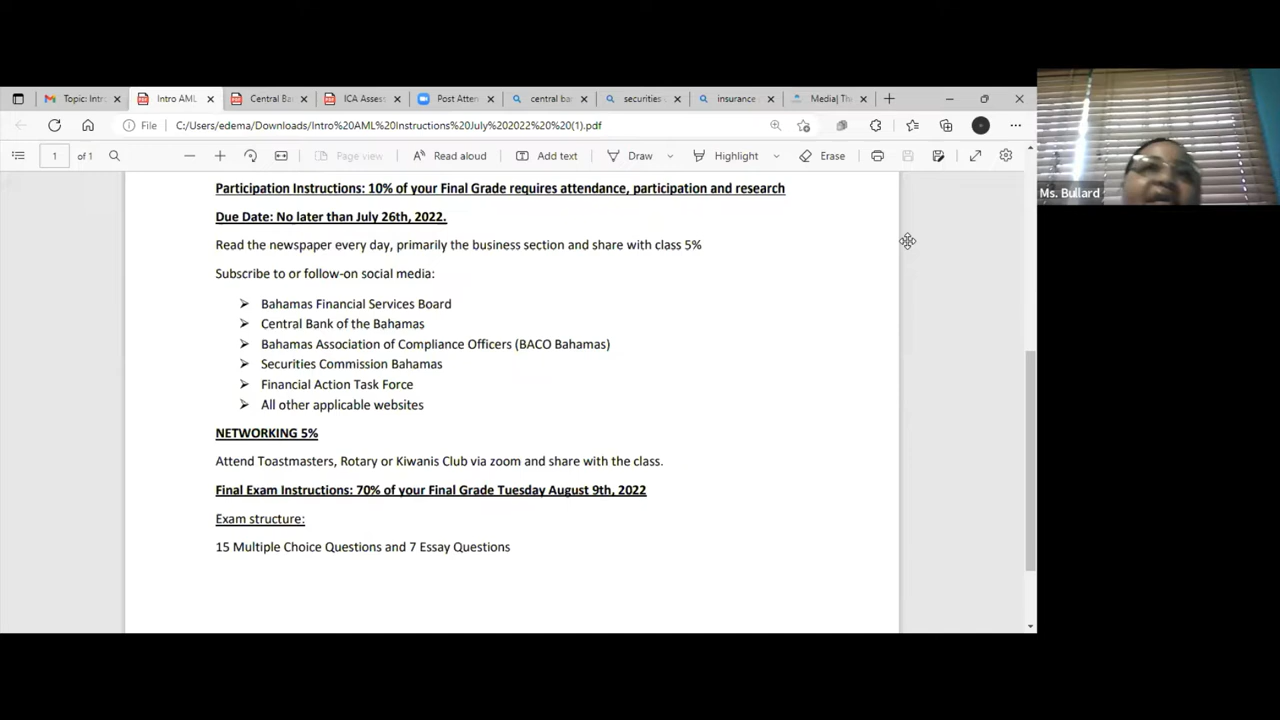 Topic: Intr
Intro AML
Central Ba
ICA Assess
Post Atten
central ba
securities
insurance
Media| Th
File C:/Users/edema/Downloads/Intro%20AML%20Instructions%20July%202022%20%20(1).pdf
1 of 1 Page view Read aloud Add text Draw Highlight Erase
Participation Instructions: 10% of your Final Grade requires attendance, participation and research
Due Date: No later than July 26th, 2022.
Read the newspaper every day, primarily the business section and share with class 5%
Subscribe to or follow-on social media:
➢ Bahamas Financial Services Board
➢ Central Bank of the Bahamas
➢ Bahamas Association of Compliance Officers (BACO Bahamas)
➢ Securities Commission Bahamas
➢ Financial Action Task Force
➢ All other applicable websites
NETWORKING 5%
Attend Toastmasters, Rotary or Kiwanis Club via zoom and share with the class.
Final Exam Instructions: 70% of your Final Grade Tuesday August 9th, 2022
Exam structure:
15 Multiple Choice Questions and 7 Essay Questions
Ms. Bullard